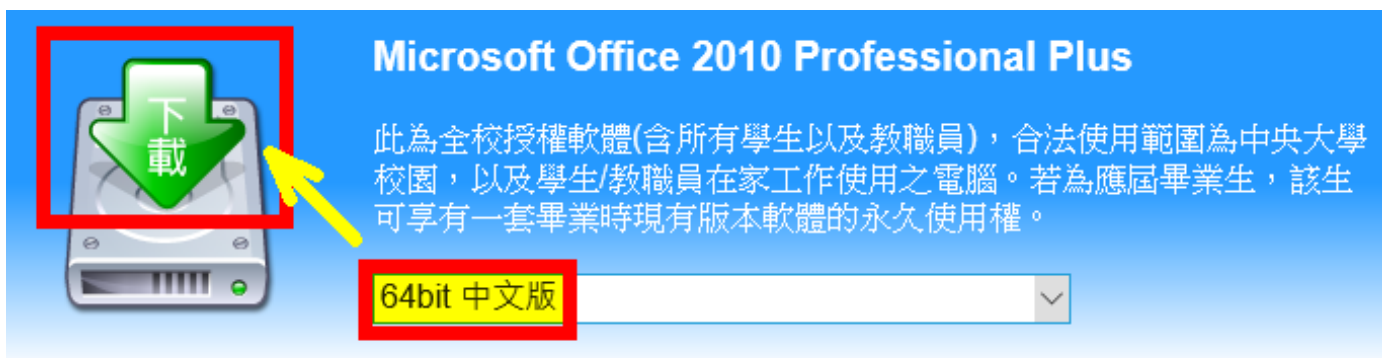 下
載
Microsoft Office 2010 Professional Plus
此為全校授權軟體(含所有學生以及教職員)，合法使用範圍為中央大學
校園，以及學生/教職員在家工作使用之電腦。若為應屆畢業生，該生
可享有一套畢業時現有版本軟體的永久使用權。
64bit 中文版